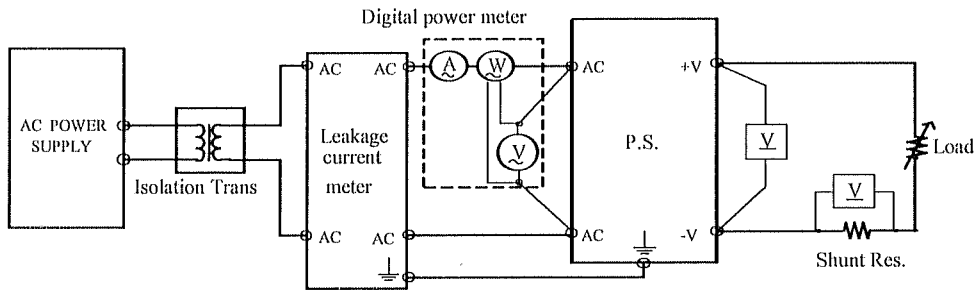 Digital power meter
AC POWER
SUPPLY
Isolation Trans
AC
AC
Leakage
current
meter
AC
AC
A
W
V
AC
P.S.
AC
+V
-V
V
V
Load
Shunt Res.